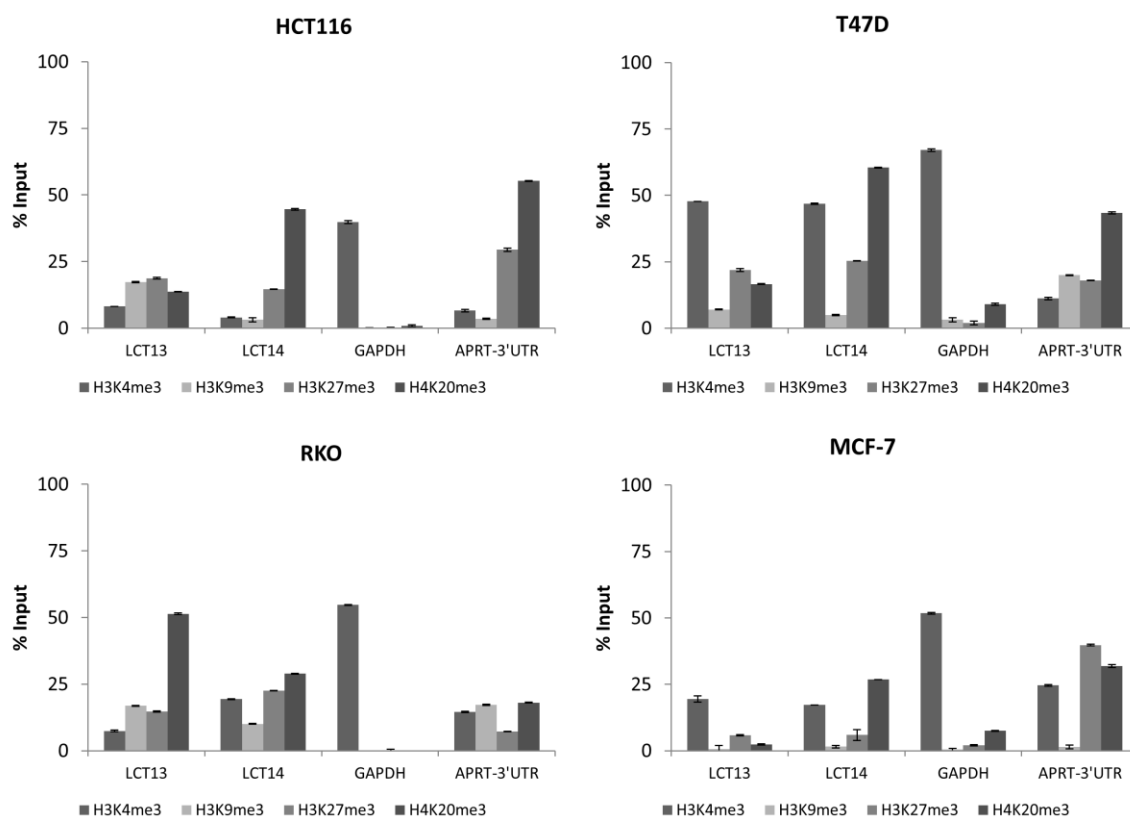 HCT116
100
75
50
25
0
% Input
LCT13 LCT14 GAPDH APRT-3'UTR
H3K4me3 H3K9me3 H3K27me3 H4K20me3
T47D
100
75
50
25
0
% Input
LCT13 LCT14 GAPDH APRT-3'UTR
H3K4me3 H3K9me3 H3K27me3 H4K20me3
RKO
100
75
50
25
0
% Input
LCT13 LCT14 GAPDH APRT-3'UTR
H3K4me3 H3K9me3 H3K27me3 H4K20me3
MCF-7
100
75
50
25
0
% Input
LCT13 LCT14 GAPDH APRT-3'UTR
H3K4me3 H3K9me3 H3K27me3 H4K20me3